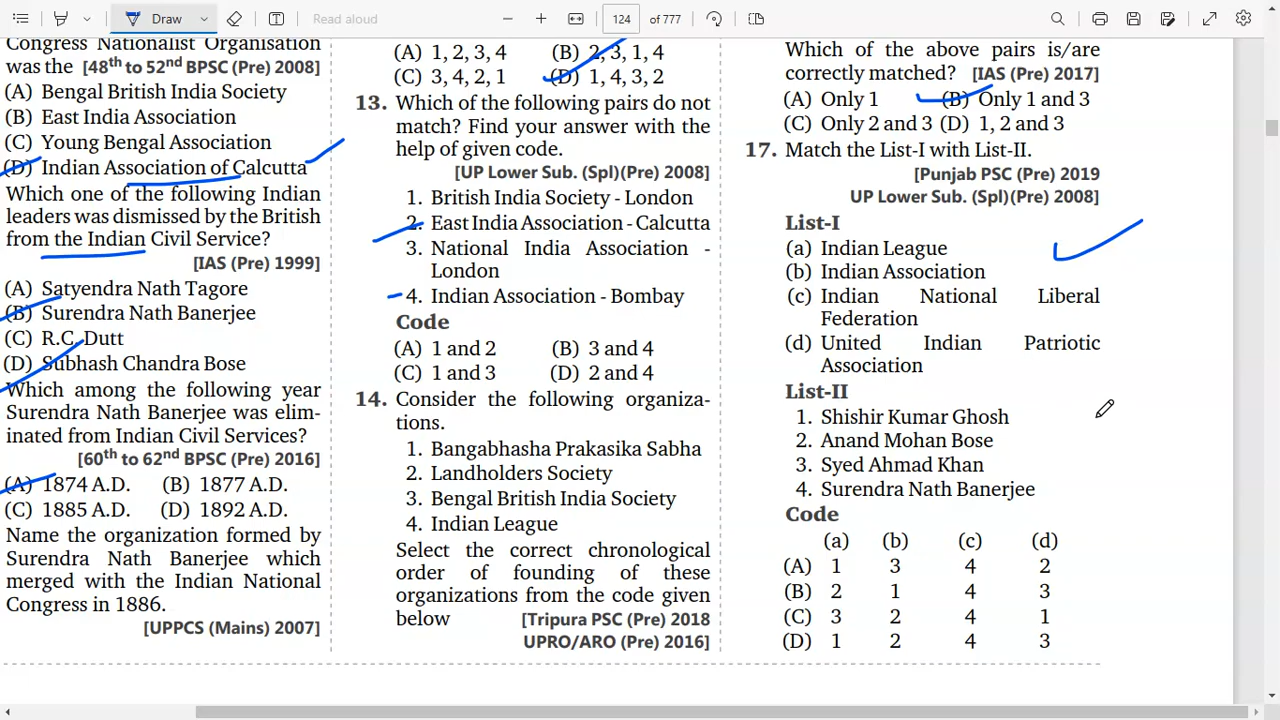 Draw
Read aloud
124
of 777
Congress Nationalist Organisation
was the [48th to 52nd BPSC (Pre) 2008]
(A) Bengal British India Society
(B) East India Association
(C) Young Bengal Association
(D) Indian Association of Calcutta
Which one of the following Indian
leaders was dismissed by the British
from the Indian Civil Service?
[IAS (Pre) 1999]
(A) Satyendra Nath Tagore
(B) Surendra Nath Banerjee
(C) R.C. Dutt
(D) Subhash Chandra Bose
Which among the following year
Surendra Nath Banerjee was elim-
inated from Indian Civil Services?
[60th to 62nd BPSC (Pre) 2016]
(A) 1874 A.D. (B) 1877 A.D.
(C) 1885 A.D. (D) 1892 A.D.
Name the organization formed by
Surendra Nath Banerjee which
merged with the Indian National
Congress in 1886.
[UPPCS (Mains) 2007]
(A) 1, 2, 3, 4 (B) 2, 3, 1, 4
(C) 3, 4, 2, 1 (D) 1, 4, 3, 2
13. Which of the following pairs do not
match? Find your answer with the
help of given code.
[UP Lower Sub. (Spl)(Pre) 2008]
1. British India Society - London
2. East India Association - Calcutta
3. National India Association -
London
4. Indian Association - Bombay
Code
(A) 1 and 2 (B) 3 and 4
(C) 1 and 3 (D) 2 and 4
14. Consider the following organiza-
tions.
1. Bangabhasha Prakasika Sabha
2. Landholders Society
3. Bengal British India Society
4. Indian League
Select the correct chronological
order of founding of these
organizations from the code given
below [Tripura PSC (Pre) 2018
UPRO/ARO (Pre) 2016]
Which of the above pairs is/are
correctly matched? [IAS (Pre) 2017]
(A) Only 1 (B) Only 1 and 3
(C) Only 2 and 3 (D) 1, 2 and 3
17. Match the List-I with List-II.
[Punjab PSC (Pre) 2019
UP Lower Sub. (Spl)(Pre) 2008]
List-I
(a) Indian League
(b) Indian Association
(c) Indian National Liberal
Federation
(d) United Indian Patriotic
Association
List-II
1. Shishir Kumar Ghosh
2. Anand Mohan Bose
3. Syed Ahmad Khan
4. Surendra Nath Banerjee
Code
(a) (b) (c) (d)
(A) 1 3 4 2
(B) 2 1 4 3
(C) 3 2 4 1
(D) 1 2 4 3